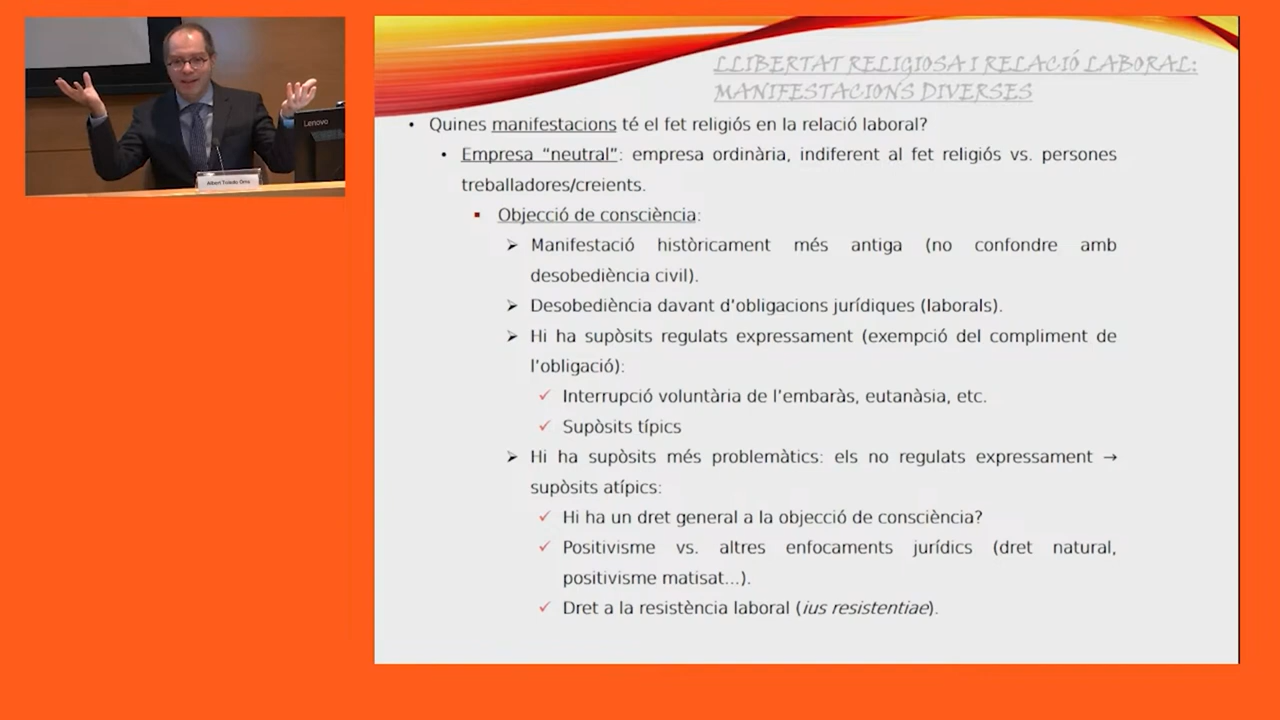 Lenovo
Albert Toledo Oms
LLIBERTAT RELIGIOSA I RELACIÓ LABORAL:
MANIFESTACIONS DIVERSES
• Quines manifestacions té el fet religiós en la relació laboral?
• Empresa “neutral”: empresa ordinària, indiferent al fet religiós vs. persones
treballadores/creients.
▪ Objecció de consciència:
➢ Manifestació històricament més antiga (no confondre amb
desobediència civil).
➢ Desobediència davant d’obligacions jurídiques (laborals).
➢ Hi ha supòsits regulats expressament (exempció del compliment de
l’obligació):
✓ Interrupció voluntària de l’embaràs, eutanàsia, etc.
✓ Supòsits típics
➢ Hi ha supòsits més problemàtics: els no regulats expressament →
supòsits atípics:
✓ Hi ha un dret general a la objecció de consciència?
✓ Positivisme vs. altres enfocaments jurídics (dret natural,
positivisme matisat...).
✓ Dret a la resistència laboral (ius resistentiae).